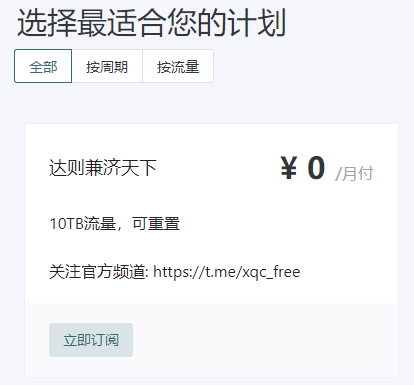 选择最适合您的计划
全部 按周期 按流量
达则兼济天下 ¥ 0 /月付
10TB流量，可重置
关注官方频道: https://t.me/xqc_free
立即订阅